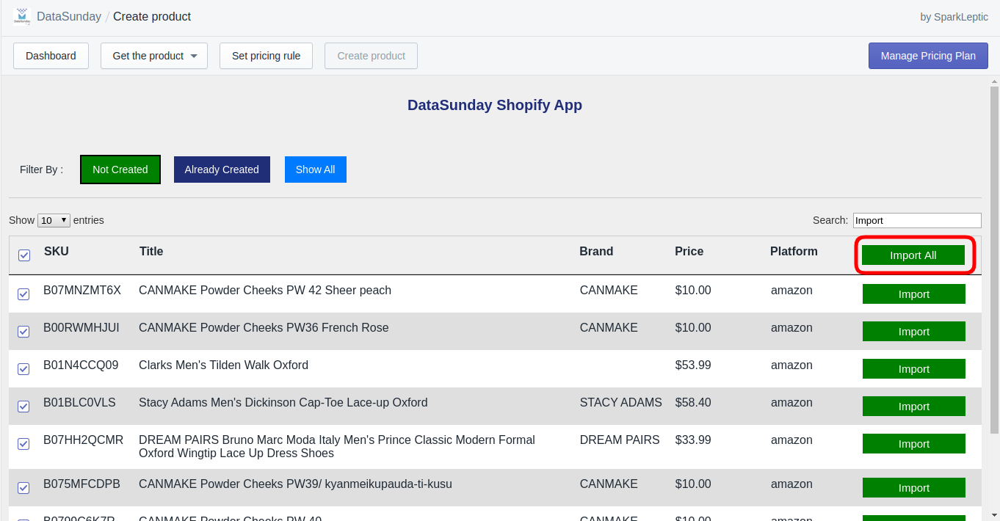 DataSunday / Create product
by SparkLeptic
Dashboard
Get the product
Set pricing rule
Create product
Manage Pricing Plan
DataSunday Shopify App
Filter By :
Not Created
Already Created
Show All
Show 10 entries
Search: Import
SKU Title Brand Price Platform Import All
B07MNZMT6X CANMAKE Powder Cheeks PW 42 Sheer peach CANMAKE $10.00 amazon Import
B00RWMHJUI CANMAKE Powder Cheeks PW36 French Rose CANMAKE $10.00 amazon Import
B01N4CCQ09 Clarks Men's Tilden Walk Oxford $53.99 amazon Import
B01BLC0VLS Stacy Adams Men's Dickinson Cap-Toe Lace-up Oxford STACY ADAMS $58.40 amazon Import
B07HH2QCMR DREAM PAIRS Bruno Marc Moda Italy Men's Prince Classic Modern Formal DREAM PAIRS $33.99 amazon Import
Oxford Wingtip Lace Up Dress Shoes
B075MFCDPB CANMAKE Powder Cheeks PW39/ kyanmeikupauda-ti-kusu CANMAKE $10.00 amazon Import
CANMAKE Powder Cheeks PW 40 CANMAKE $10.00 amazon